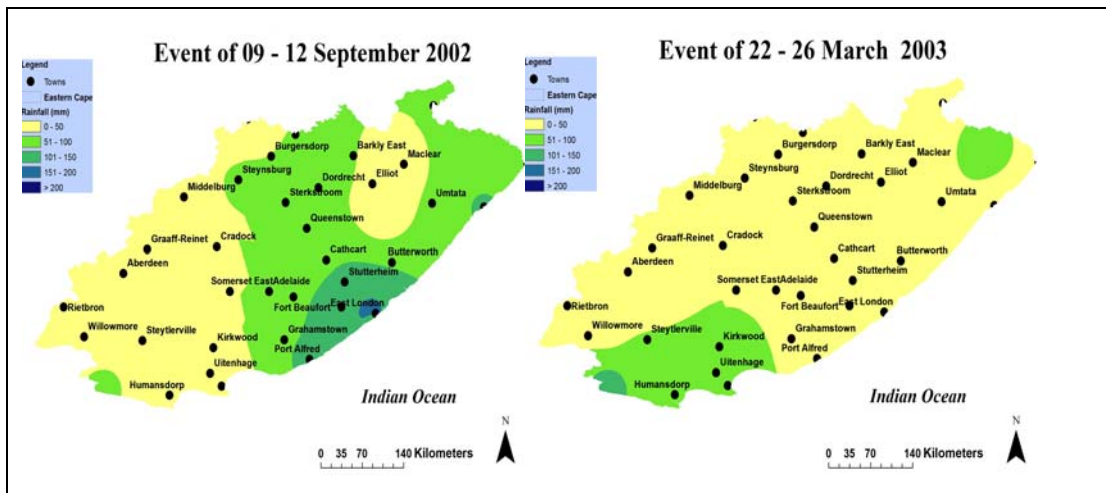 Event of 09 - 12 September 2002
Legend
Towns
Eastern Cape
Rainfall (mm)
0 - 50
51 - 100
101 - 150
151 - 200
> 200
Burgersdorp
Barkly East
Maclear
Steynsburg
Dordrecht
Elliot
Middelburg
Sterkstroom
Umtata
Queenstown
Graaff-Reinet
Cradock
Cathcart
Butterworth
Aberdeen
Stutterheim
Somerset East
Adelaide
Rietbron
Fort Beaufort
East London
Willowmore
Steytlerville
Grahamstown
Kirkwood
Port Alfred
Uitenhage
Humansdorp
Indian Ocean
N
0 35 70 140 Kilometers
Event of 22 - 26 March 2003
Legend
Towns
Eastern Cape
Rainfall (mm)
0 - 50
51 - 100
101 - 150
151 - 200
> 200
Burgersdorp
Barkly East
Maclear
Steynsburg
Dordrecht
Elliot
Middelburg
Sterkstroom
Umtata
Queenstown
Graaff-Reinet
Cradock
Cathcart
Butterworth
Aberdeen
Stutterheim
Somerset East
Adelaide
Rietbron
Fort Beaufort
East London
Willowmore
Steytlerville
Kirkwood
Grahamstown
Port Alfred
Uitenhage
Humansdorp
Indian Ocean
N
0 35 70 140 Kilometers